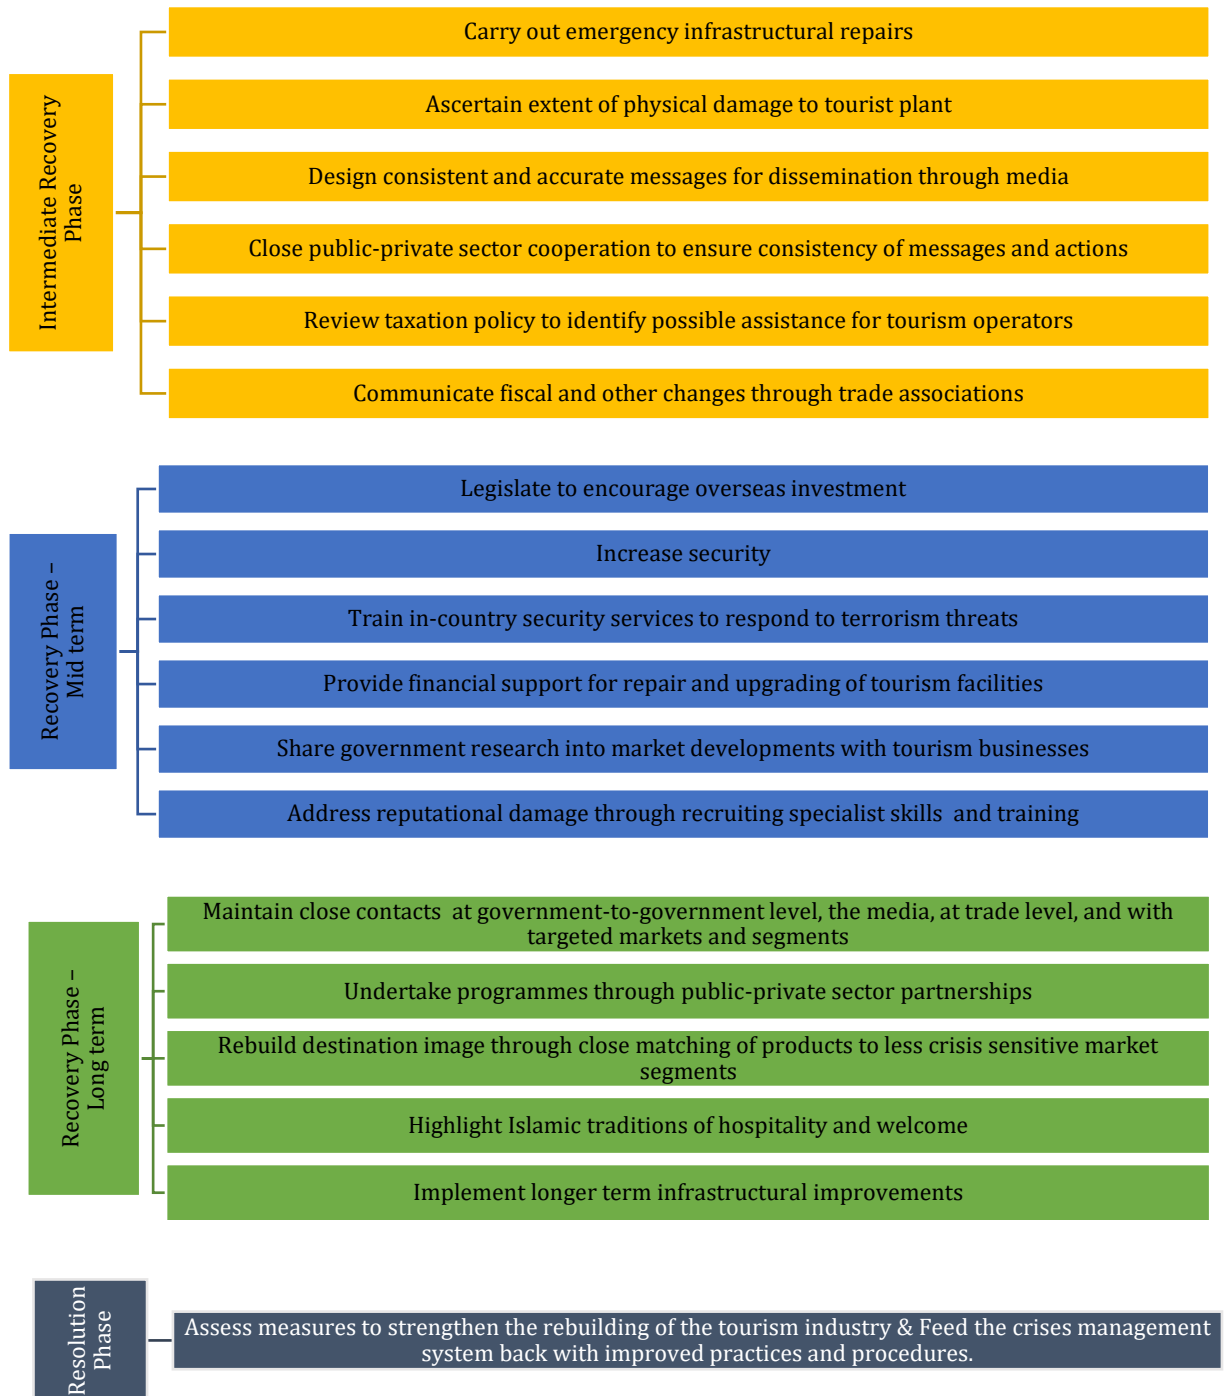 Intermediate Recovery
Phase
Carry out emergency infrastructural repairs
Ascertain extent of physical damage to tourist plant
Design consistent and accurate messages for dissemination through media
Close public-private sector cooperation to ensure consistency of messages and actions
Review taxation policy to identify possible assistance for tourism operators
Communicate fiscal and other changes through trade associations
Recovery Phase –
Mid term
Legislate to encourage overseas investment
Increase security
Train in-country security services to respond to terrorism threats
Provide financial support for repair and upgrading of tourism facilities
Share government research into market developments with tourism businesses
Address reputational damage through recruiting specialist skills  and training
Recovery Phase –
Long term
Maintain close contacts  at government-to-government level, the media, at trade level, and with
targeted markets and segments
Undertake programmes through public-private sector partnerships
Rebuild destination image through close matching of products to less crisis sensitive market
segments
Highlight Islamic traditions of hospitality and welcome
Implement longer term infrastructural improvements
Resolution
Phase
Assess measures to strengthen the rebuilding of the tourism industry & Feed the crises management
system back with improved practices and procedures.